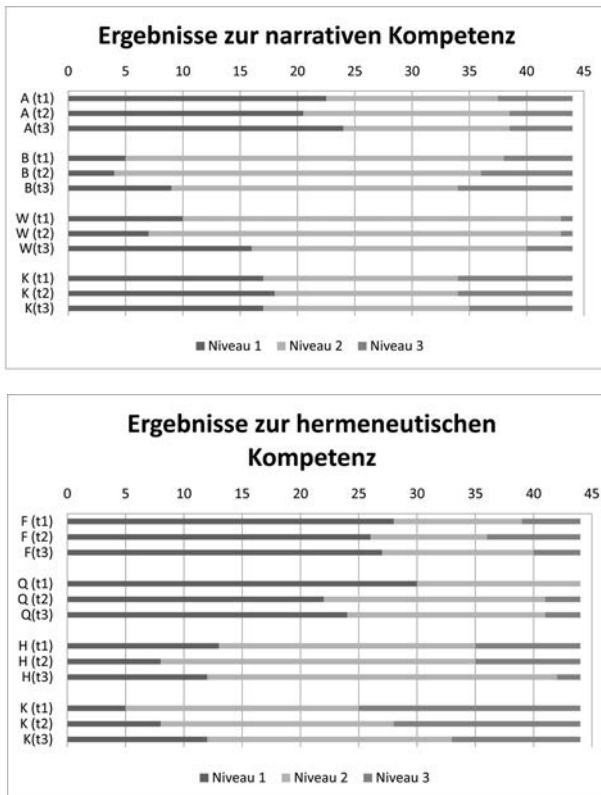 Ergebnisse zur narrativen Kompetenz
0 5 10 15 20 25 30 35 40 45
A (t1)
A (t2)
A(t3)
B (t1)
B (t2)
B(t3)
W (t1)
W (t2)
W(t3)
K (t1)
K (t2)
K(t3)
Niveau 1 Niveau 2 Niveau 3
Ergebnisse zur hermeneutischen
Kompetenz
0 5 10 15 20 25 30 35 40 45
F (t1)
F (t2)
F(t3)
Q (t1)
Q (t2)
Q(t3)
H (t1)
H (t2)
H(t3)
K (t1)
K (t2)
K(t3)
Niveau 1 Niveau 2 Niveau 3